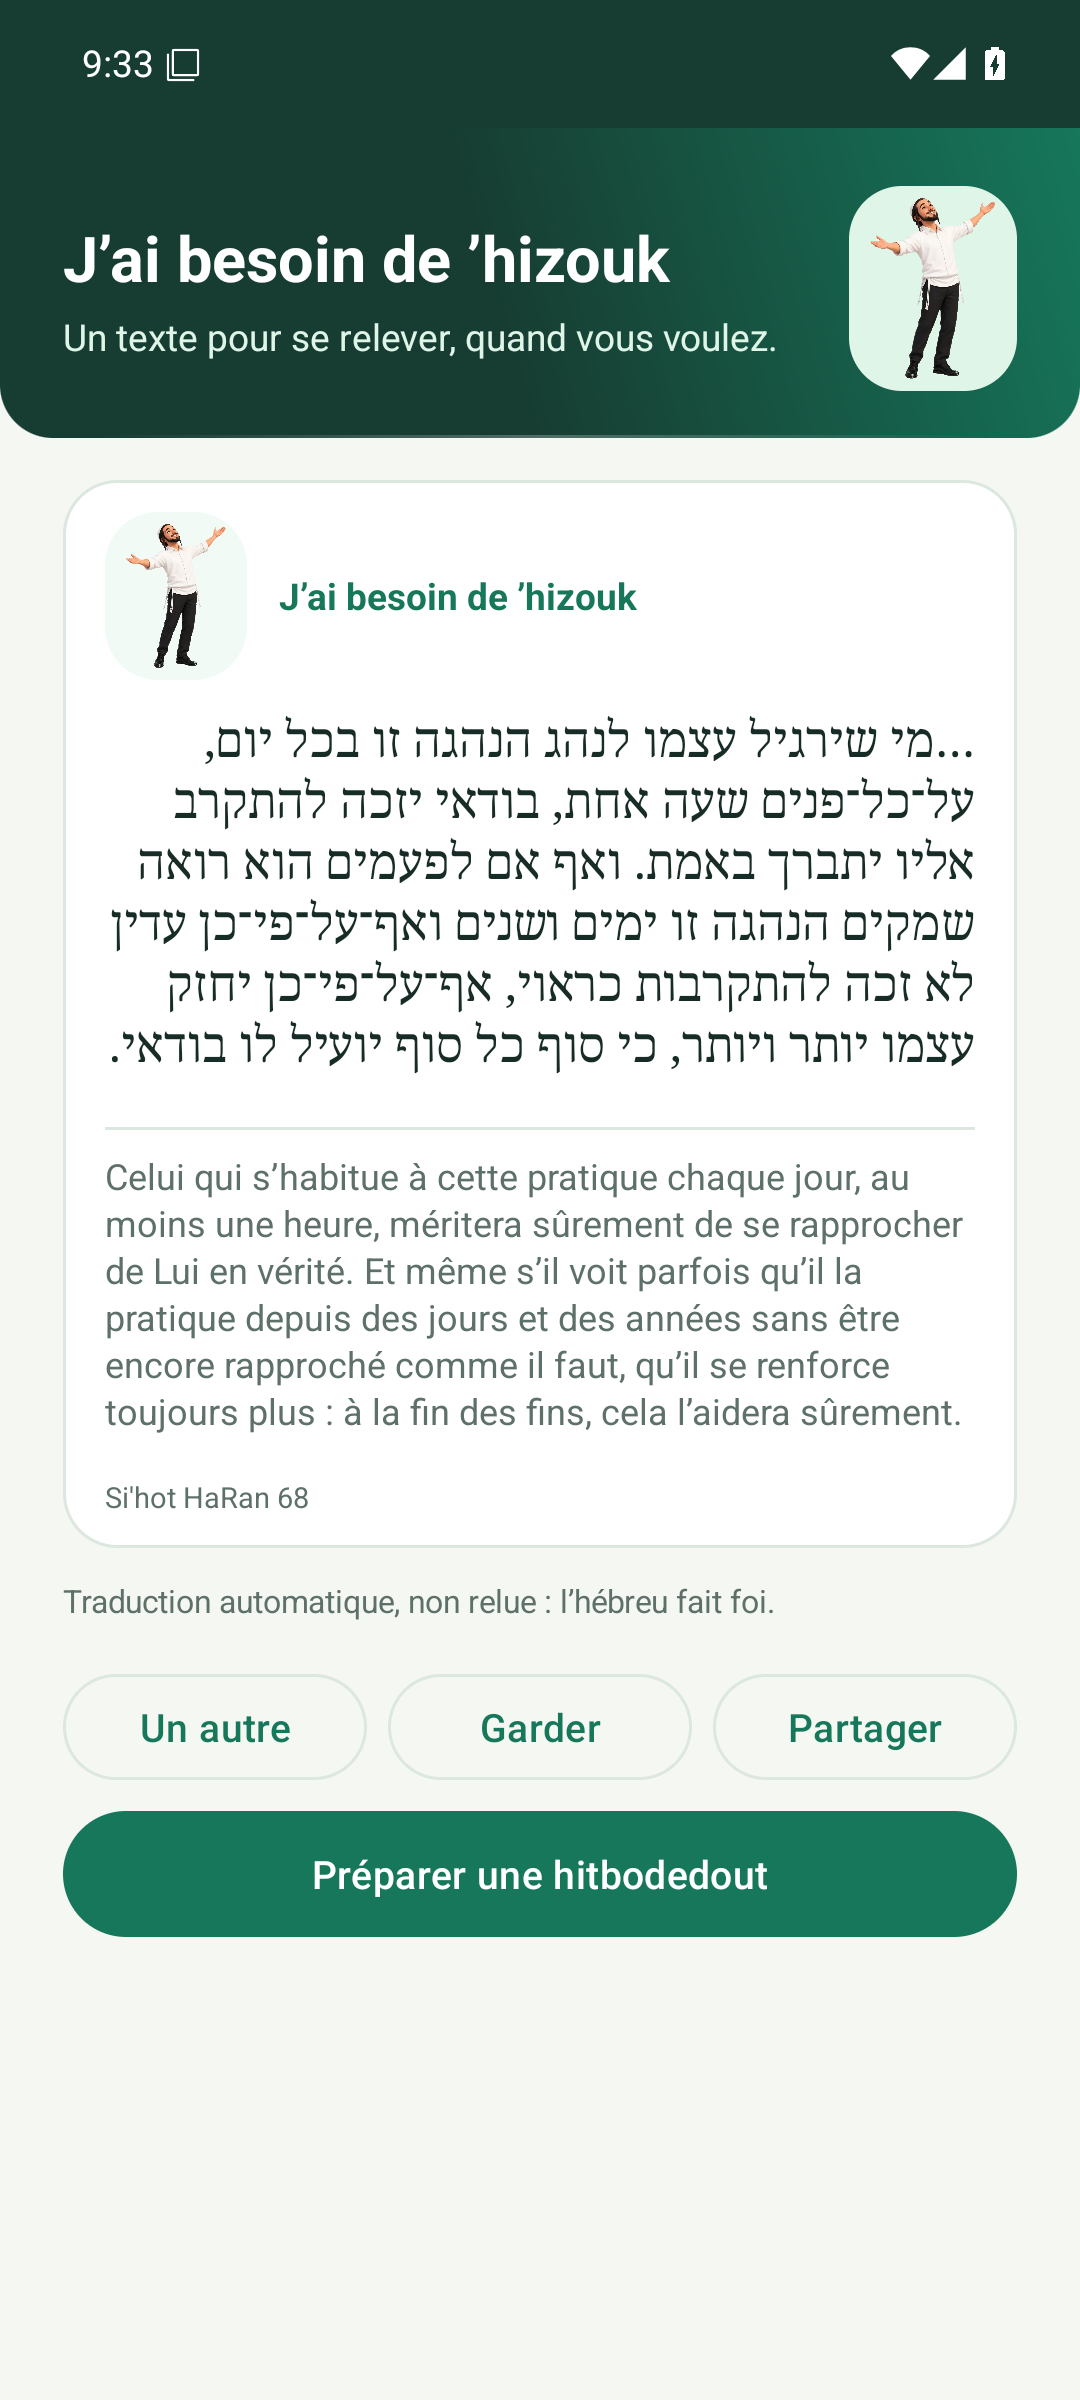 9:33
J’ai besoin de ’hizouk
Un texte pour se relever, quand vous voulez.
J’ai besoin de ’hizouk
...מי שירגיל עצמו לנהג הנהגה זו בכל יום,
על־כל־פנים שעה אחת, בודאי יזכה להתקרב
אליו יתברך באמת. ואף אם לפעמים הוא רואה
שמקים הנהגה זו ימים ושנים ואף־על־פי־כן עדין
לא זכה להתקרבות כראוי, אף־על־פי־כן יחזק
עצמו יותר ויותר, כי סוף כל סוף יועיל לו בודאי.
Celui qui s’habitue à cette pratique chaque jour, au
moins une heure, méritera sûrement de se rapprocher
de Lui en vérité. Et même s’il voit parfois qu’il la
pratique depuis des jours et des années sans être
encore rapproché comme il faut, qu’il se renforce
toujours plus : à la fin des fins, cela l’aidera sûrement.
Si'hot HaRan 68
Traduction automatique, non relue : l’hébreu fait foi.
Un autre
Garder
Partager
Préparer une hitbodedout